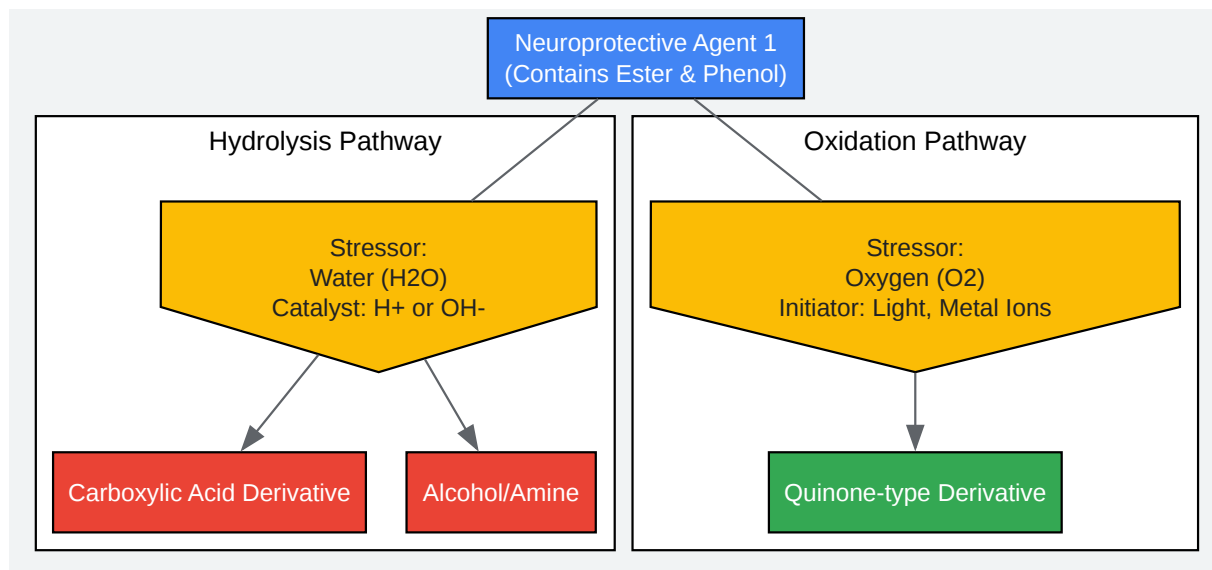 Neuroprotective Agent 1
(Contains Ester & Phenol)
Hydrolysis Pathway
Oxidation Pathway
Stressor:
Water (H2O)
Catalyst: H+ or OH-
Stressor:
Oxygen (O2)
Initiator: Light, Metal Ions
Carboxylic Acid Derivative
Alcohol/Amine
Quinone-type Derivative